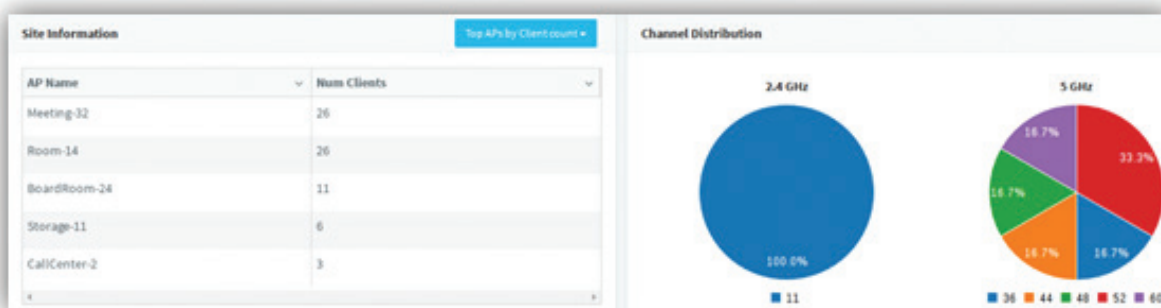 Site Information
Top APs by Client count
Channel Distribution
AP Name
Num Clients
Meeting-32
26
Room-14
26
BoardRoom-24
11
Storage-11
6
CallCenter-2
3
2.4 GHz
100.0%
11
5 GHz
16.7%
33.3%
16.7%
16.7%
16.7%
36 44 48 52